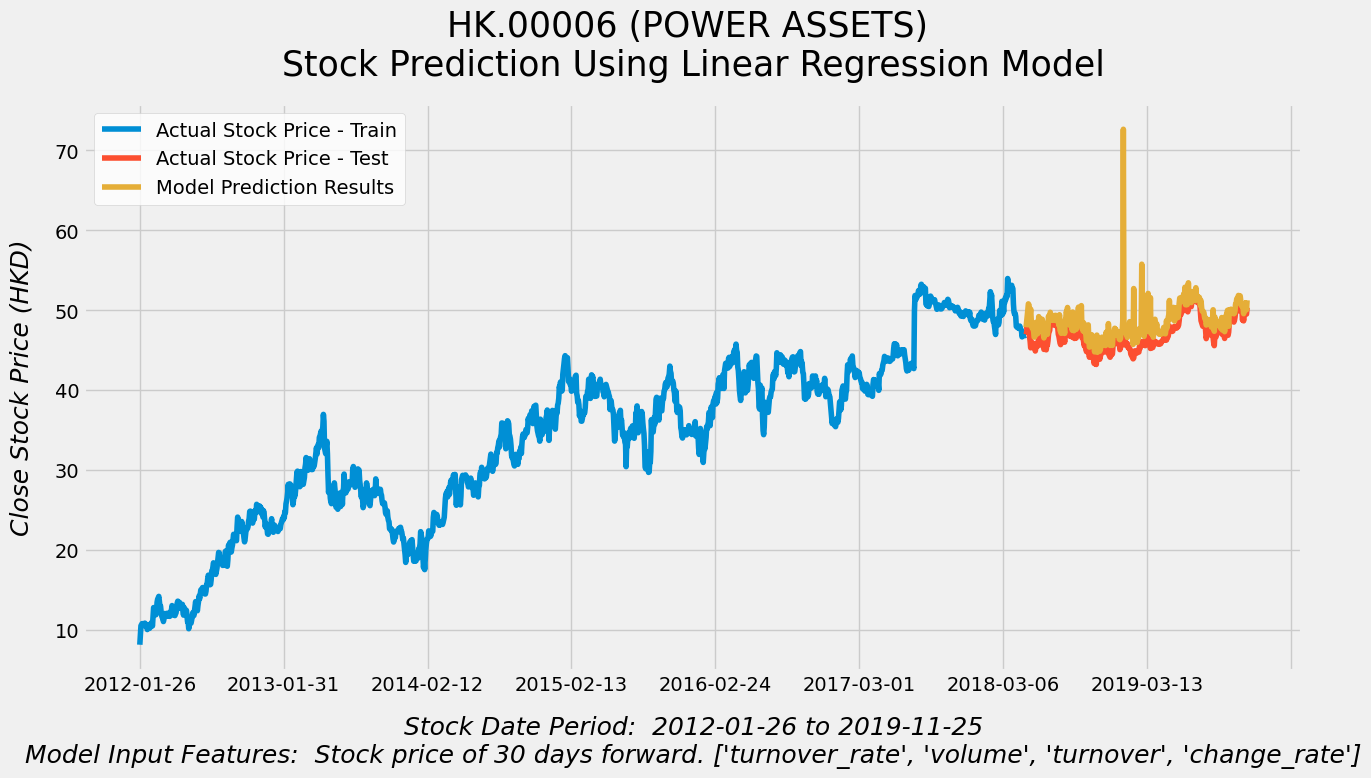 HK.00006 (POWER ASSETS)
Stock Prediction Using Linear Regression Model
Actual Stock Price - Train
Actual Stock Price - Test
Model Prediction Results
Close Stock Price (HKD)
70
60
50
40
30
20
10
2012-01-26
2013-01-31
2014-02-12
2015-02-13
2016-02-24
2017-03-01
2018-03-06
2019-03-13
Stock Date Period:  2012-01-26 to 2019-11-25
Model Input Features:  Stock price of 30 days forward. ['turnover_rate', 'volume', 'turnover', 'change_rate']